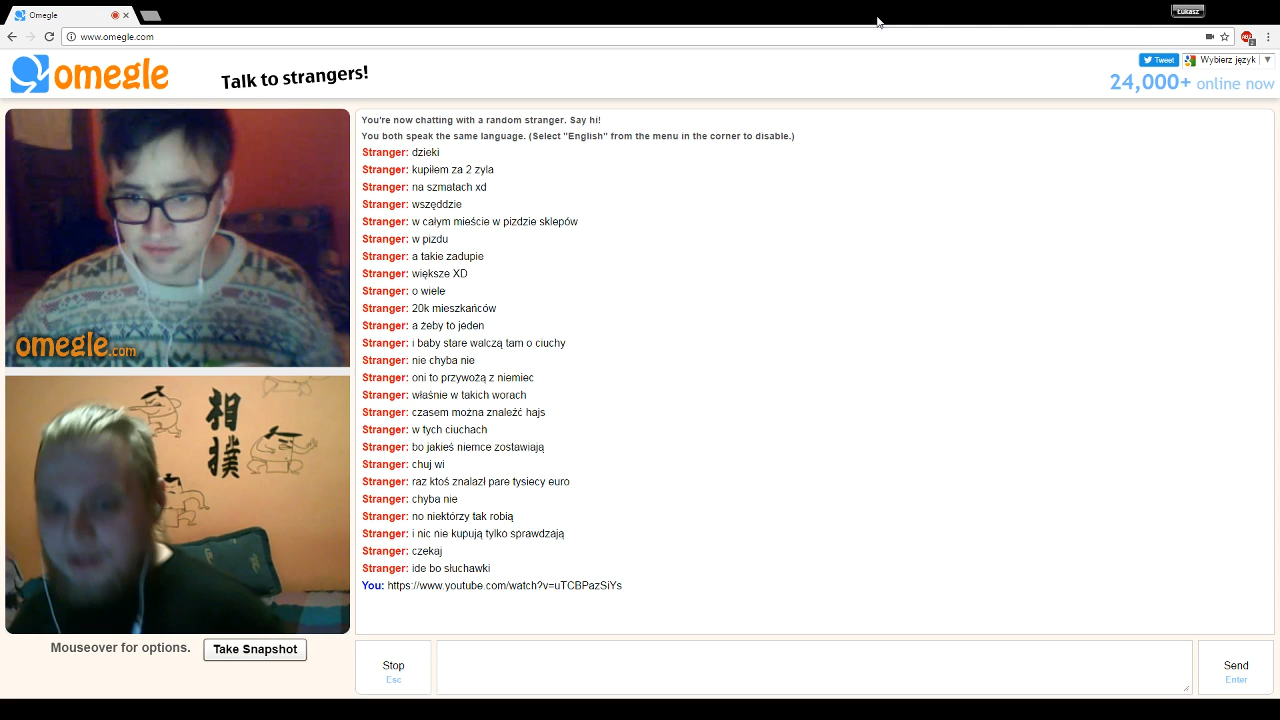 Omegle
Łukasz
www.omegle.com
omegle
Talk to strangers!
Tweet
Wybierz język
24,000+ online now
You're now chatting with a random stranger. Say hi!
You both speak the same language. (Select "English" from the menu in the corner to disable.)
Stranger: dzieki
Stranger: kupiłem za 2 zyla
Stranger: na szmatach xd
Stranger: wszęddzie
Stranger: w całym mieście w pizdzie sklepów
Stranger: w pizdu
Stranger: a takie zadupie
Stranger: większe XD
Stranger: o wiele
Stranger: 20k mieszkańców
Stranger: a żeby to jeden
Stranger: i baby stare walczą tam o ciuchy
Stranger: nie chyba nie
Stranger: oni to przywożą z niemiec
Stranger: właśnie w takich worach
Stranger: czasem można znaleźć hajs
Stranger: w tych ciuchach
Stranger: bo jakieś niemce zostawiają
Stranger: chuj wi
Stranger: raz ktoś znalazł pare tysiecy euro
Stranger: chyba nie
Stranger: no niektórzy tak robią
Stranger: i nic nie kupują tylko sprawdzają
Stranger: czekaj
Stranger: ide bo słuchawki
You: https://www.youtube.com/watch?v=uTCBPazSiYs
omegle.com
相
撲
Mouseover for options.
Take Snapshot
Stop
Esc
Send
Enter